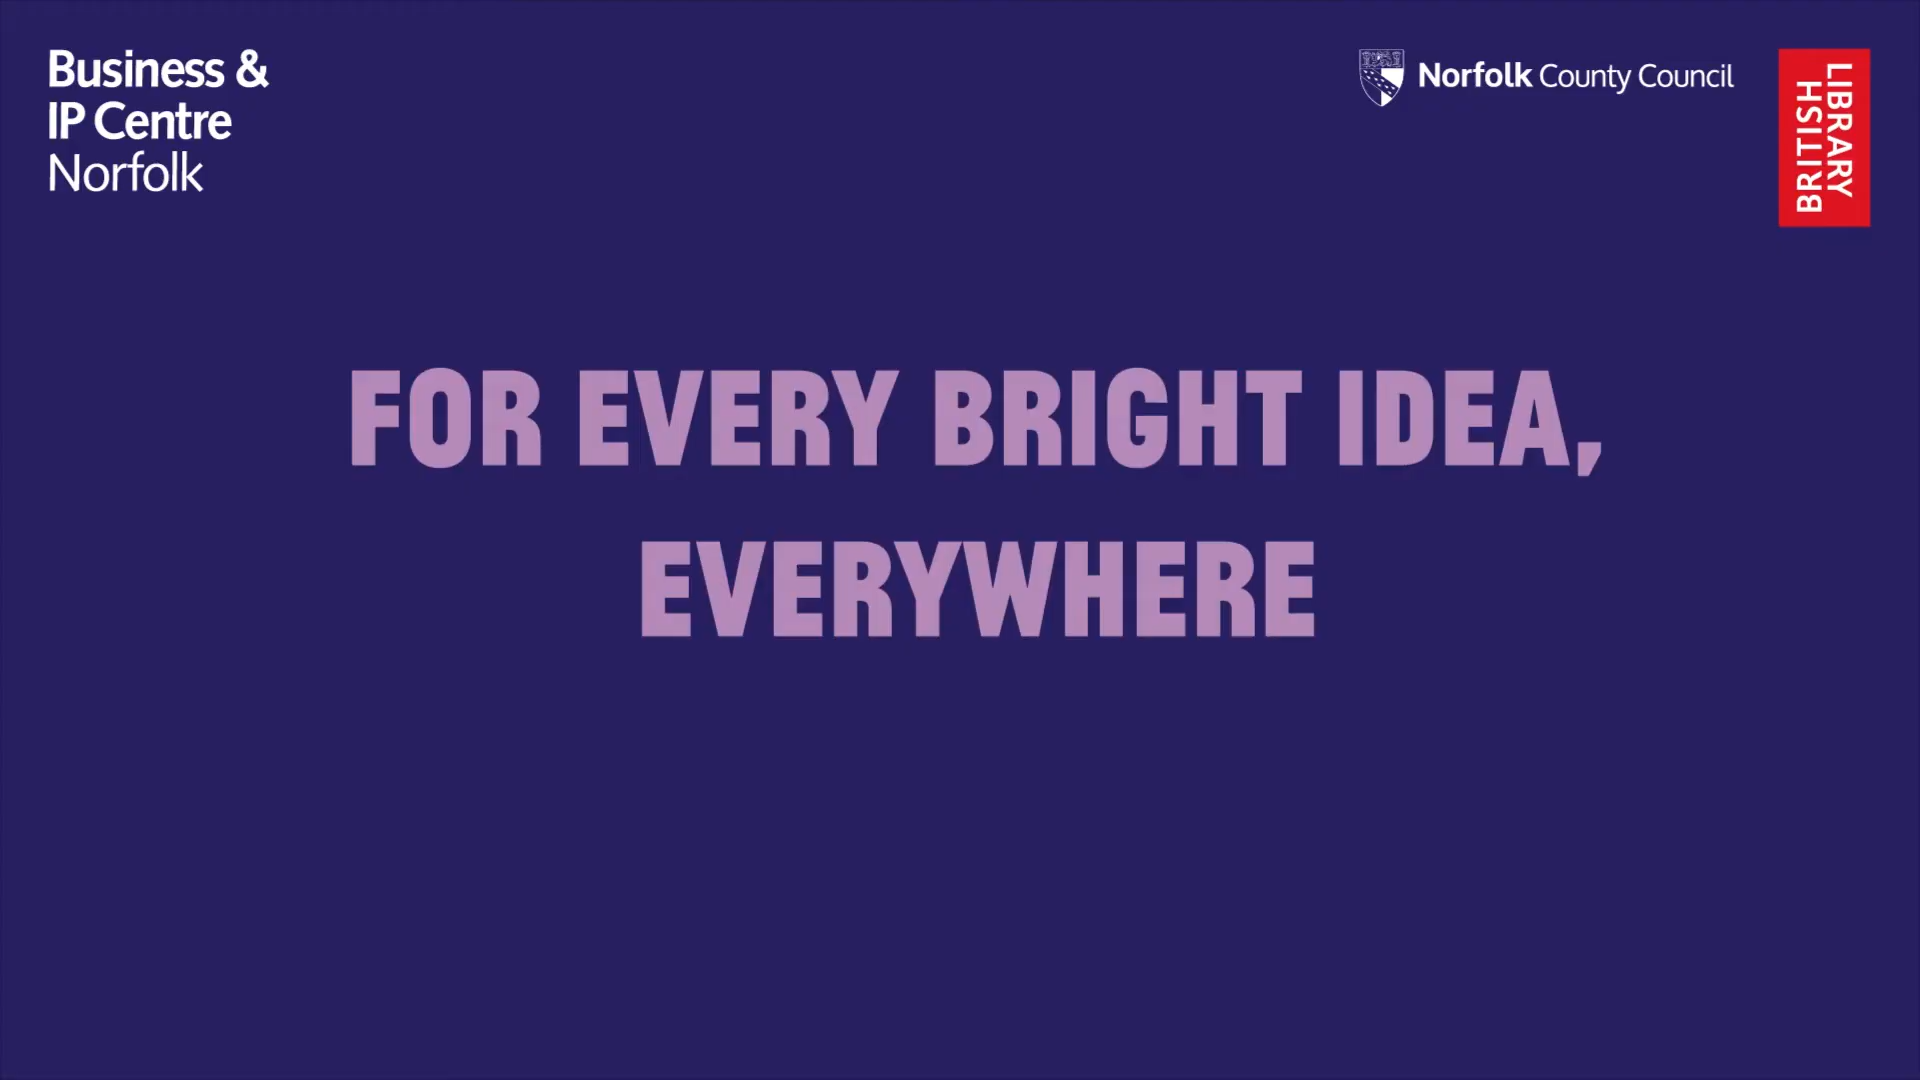 Business &
IP Centre
Norfolk
Norfolk County Council
BRITISH
LIBRARY
FOR EVERY BRIGHT IDEA,
EVERYWHERE